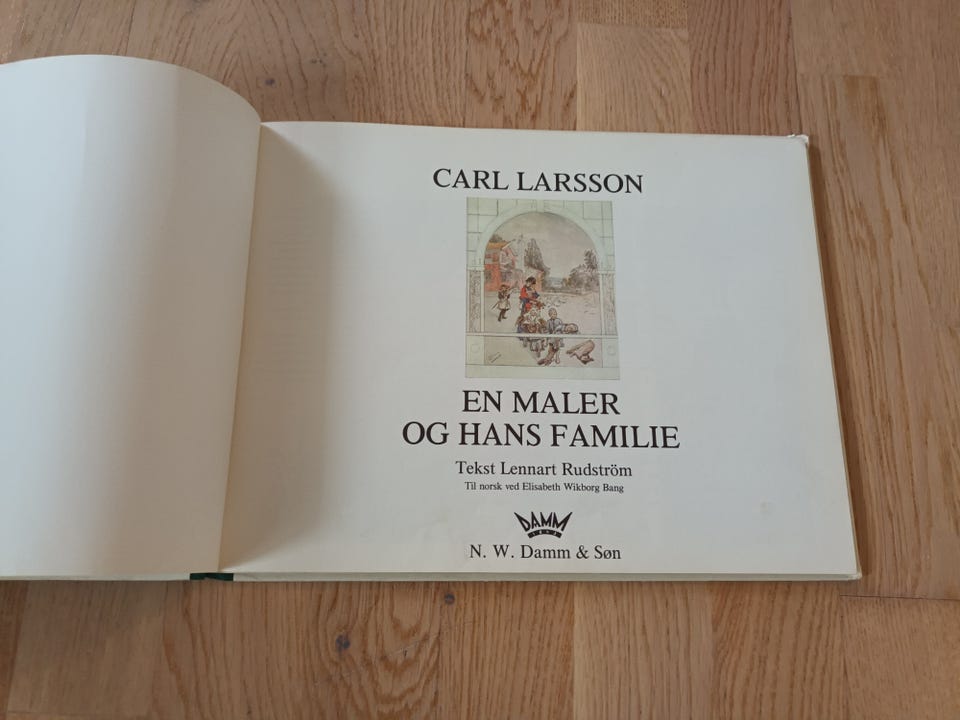 CARL LARSSON
EN MALER
OG HANS FAMILIE
Tekst Lennart Rudström
Til norsk ved Elisabeth Wikborg Bang
DAMM
N. W. Damm & Søn